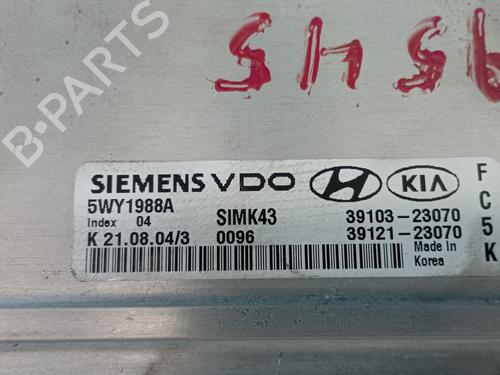 SHS6
B-PARTS
SIEMENS VDO KIA
5WY1988A
Index 04 SIMK43 39103-23070
K 21.08.04/3 0096 39121-23070
Made In
Korea
F
C
5
K